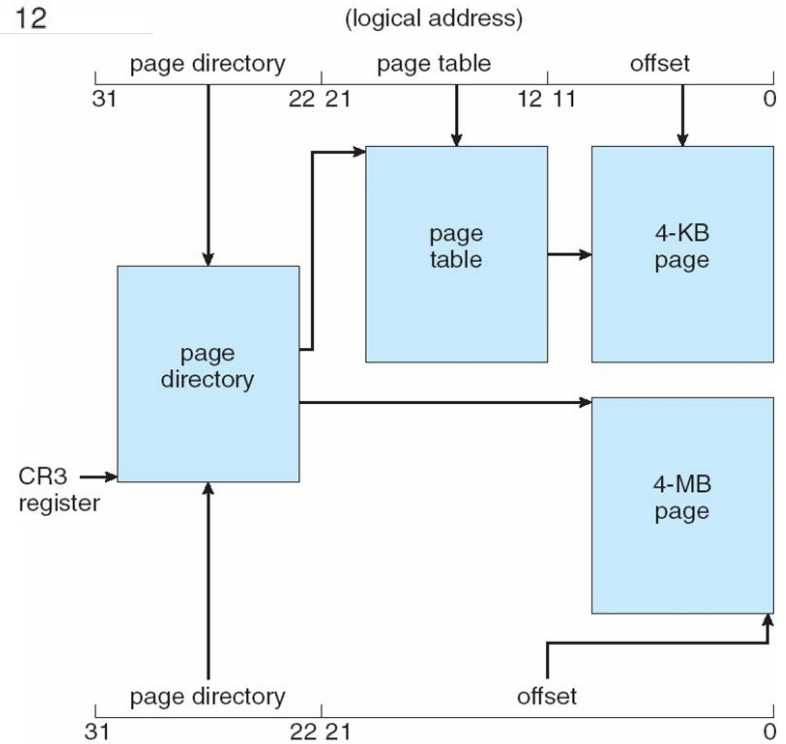 12
(logical address)
page directory
page table
offset
31
22 21
12 11
0
page
table
4-KB
page
page
directory
CR3
register
4-MB
page
page directory
offset
31
22 21
0